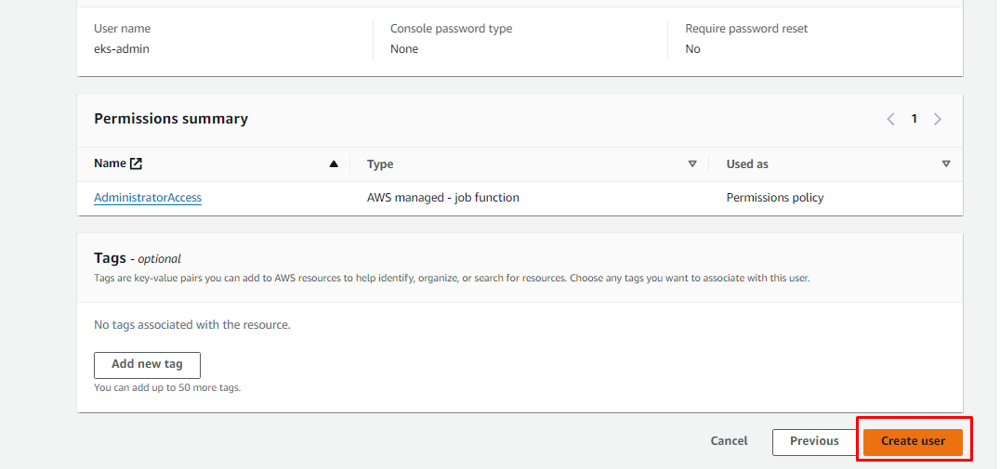 User name
Console password type
Require password reset
eks-admin
None
No
Permissions summary
1
Name
Type
Used as
AdministratorAccess
AWS managed - job function
Permissions policy
Tags - optional
Tags are key-value pairs you can add to AWS resources to help identify, organize, or search for resources. Choose any tags you want to associate with this user.
No tags associated with the resource.
Add new tag
You can add up to 50 more tags.
Cancel
Previous
Create user